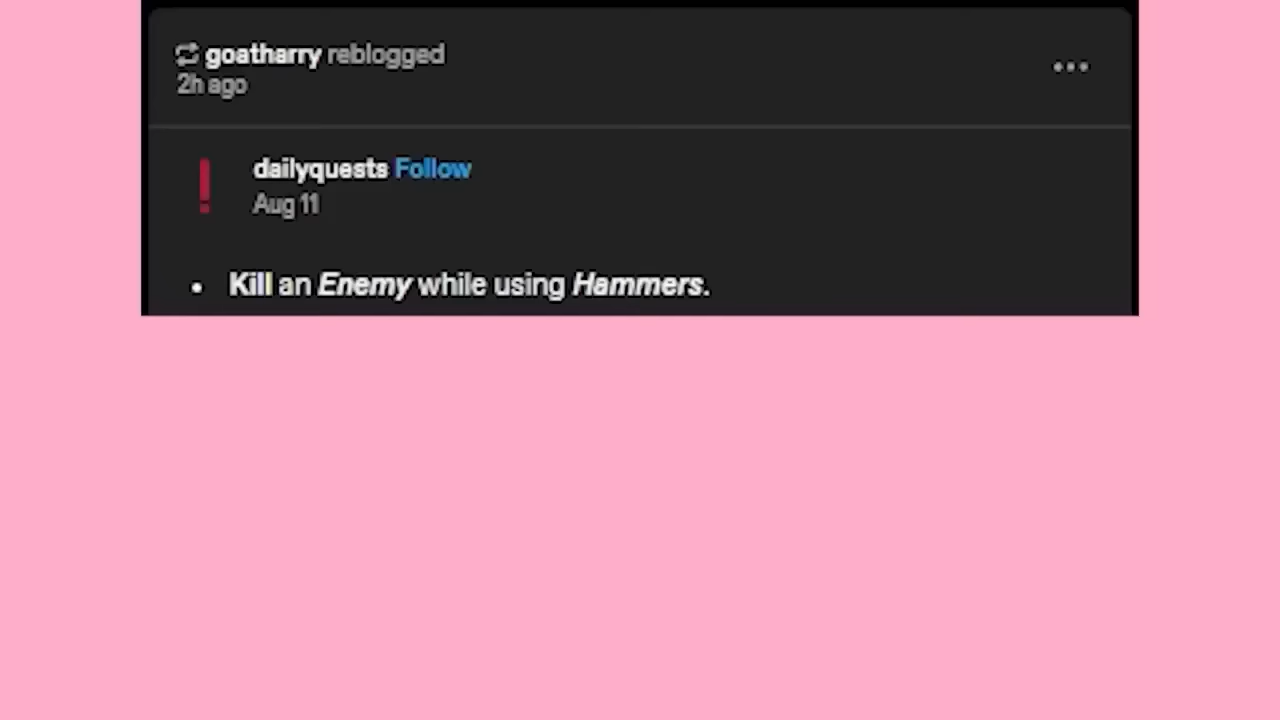 goatharry reblogged
2h ago
dailyquests Follow
Aug 11
• Kill an Enemy while using Hammers.